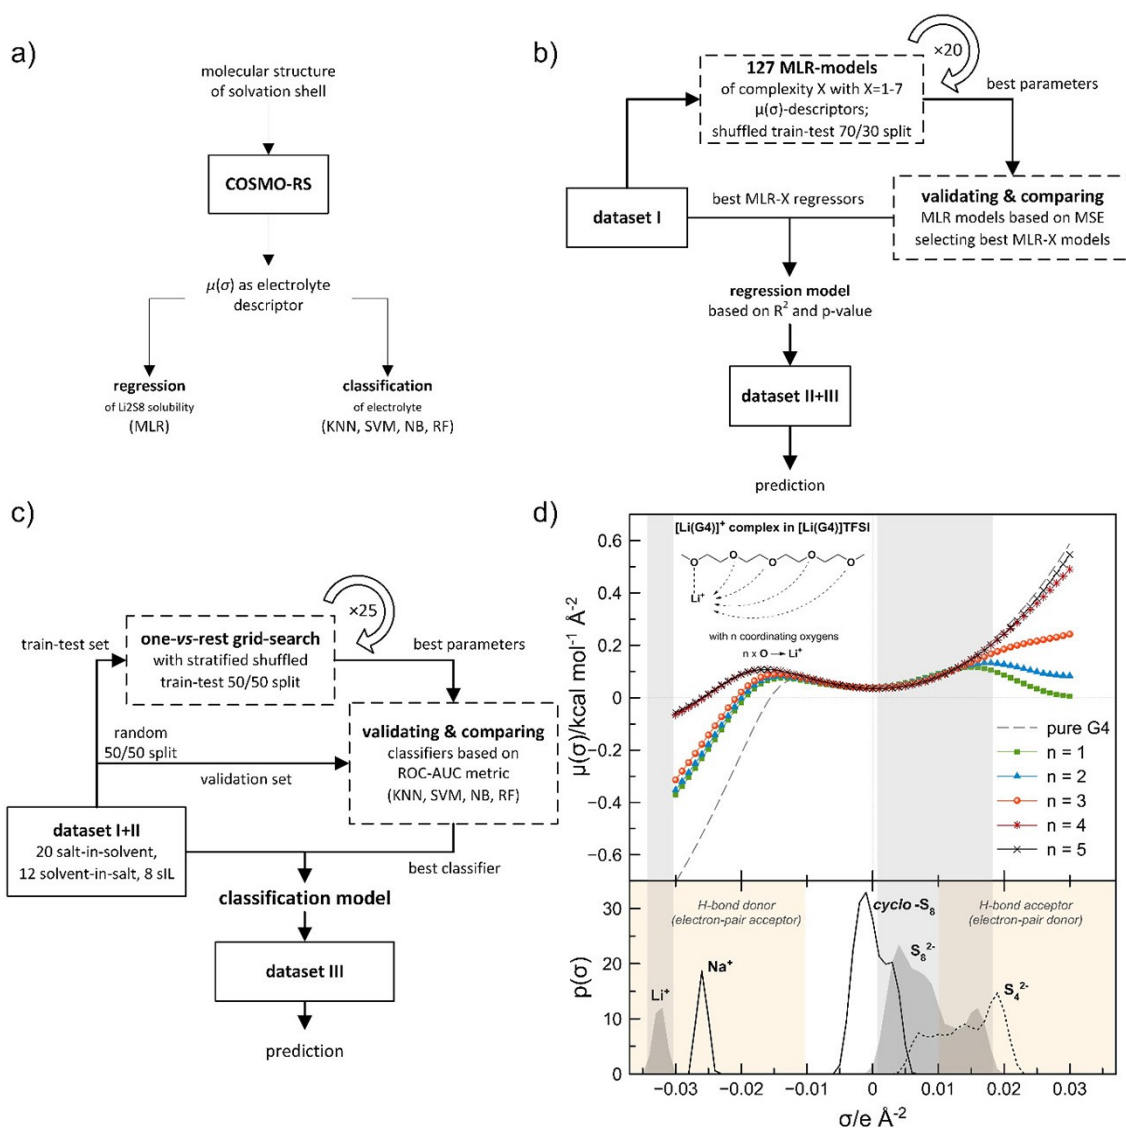 a)
molecular structure
of solvation shell
COSMO-RS
μ(σ) as electrolyte
descriptor
regression
of Li2S8 solubility
(MLR)
classification
of electrolyte
(KNN, SVM, NB, RF)
b)
×20
127 MLR-models
of complexity X with X=1-7
μ(σ)-descriptors;
shuffled train-test 70/30 split
best parameters
dataset I
best MLR-X regressors
validating & comparing
MLR models based on MSE
selecting best MLR-X models
regression model
based on R² and p-value
dataset II+III
prediction
c)
×25
train-test set
one-vs-rest grid-search
with stratified shuffled
train-test 50/50 split
best parameters
random
50/50 split
validation set
validating & comparing
classifiers based on
ROC-AUC metric
(KNN, SVM, NB, RF)
dataset I+II
20 salt-in-solvent,
12 solvent-in-salt, 8 sIL
best classifier
classification model
dataset III
prediction
d)
[Li(G4)]⁺ complex in [Li(G4)]TFSI
O O O O O
Li⁺
with n coordinating oxygens
n x O → Li⁺
μ(σ)/kcal mol⁻¹ Å⁻²
0.6
0.4
0.2
0
-0.2
-0.4
-0.6
pure G4
n = 1
n = 2
n = 3
n = 4
n = 5
p(σ)
30
20
10
0
H-bond donor
(electron-pair acceptor)
cyclo-S₈
H-bond acceptor
(electron-pair donor)
Li⁺
Na⁺
S₈²⁻
S₄²⁻
-0.03 -0.02 -0.01 0 0.01 0.02 0.03
σ/e Å⁻²